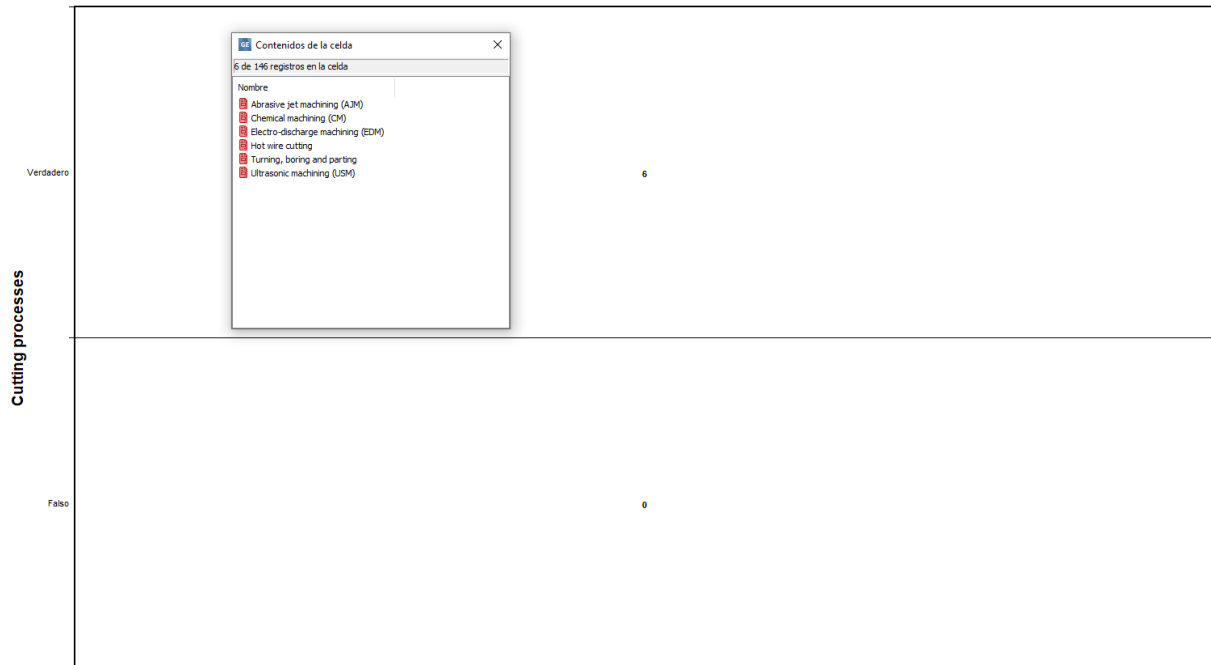 GE Contenidos de la celda
6 de 146 registros en la celda
Nombre
Abrasive jet machining (AJM)
Chemical machining (CM)
Electro-discharge machining (EDM)
Hot wire cutting
Turning, boring and parting
Ultrasonic machining (USM)
Verdadero
6
Cutting processes
Falso
0